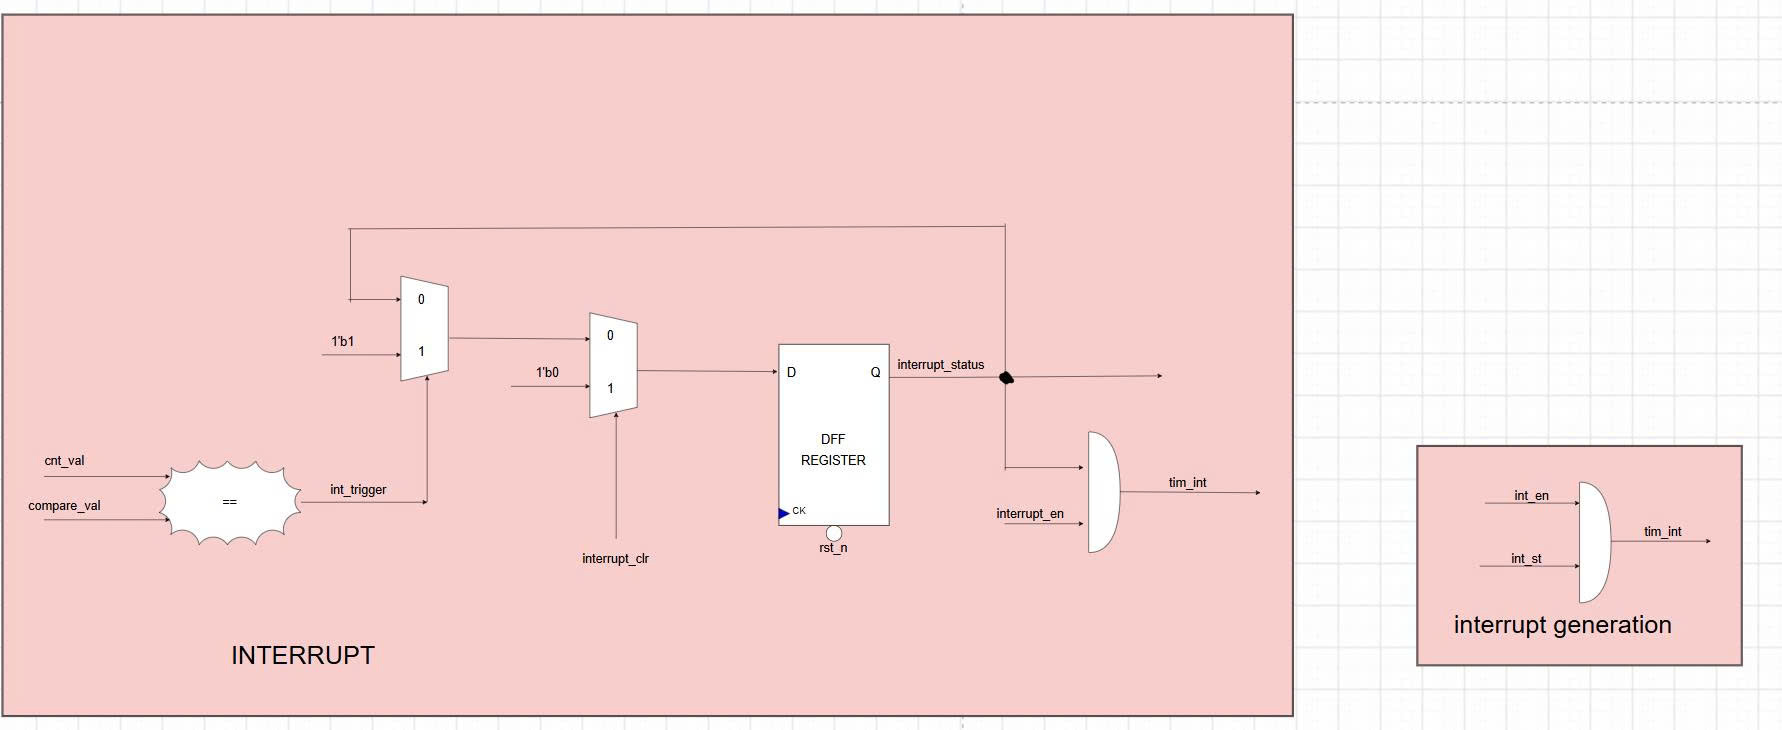 0
1'b1
1
0
1'b0
1
D
Q
interrupt_status
DFF
REGISTER
CK
rst_n
cnt_val
compare_val
==
int_trigger
interrupt_clr
interrupt_en
tim_int
INTERRUPT
int_en
int_st
tim_int
interrupt generation